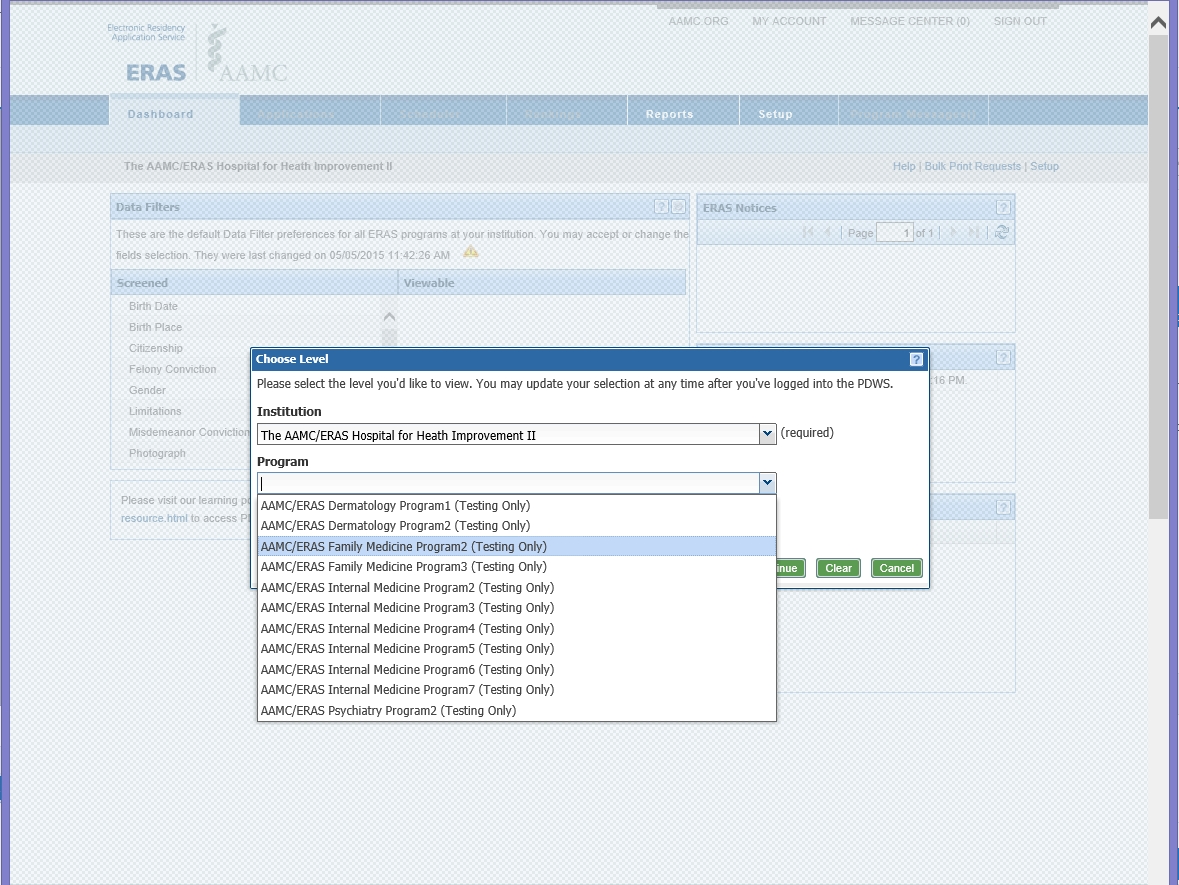 AAMC.ORG MY ACCOUNT MESSAGE CENTER (0) SIGN OUT
Electronic Residency
Application Service
ERAS AAMC
Dashboard Reports Setup
The AAMC/ERAS Hospital for Heath Improvement II Help | Bulk Print Requests | Setup
Data Filters ?
ERAS Notices ?
These are the default Data Filter preferences for all ERAS programs at your institution. You may accept or change the
fields selection. They were last changed on 05/05/2015 11:42:26 AM
Page 1 of 1
Screened Viewable
Birth Date
Birth Place
Citizenship
Felony Conviction
Gender
Limitations
Misdemeanor Conviction
Photograph
?
:16 PM.
Please visit our learning
resource.html to access
?
Choose Level ?
Please select the level you'd like to view. You may update your selection at any time after you've logged into the PDWS.
Institution
The AAMC/ERAS Hospital for Heath Improvement II (required)
Program
AAMC/ERAS Dermatology Program1 (Testing Only)
AAMC/ERAS Dermatology Program2 (Testing Only)
AAMC/ERAS Family Medicine Program2 (Testing Only)
AAMC/ERAS Family Medicine Program3 (Testing Only)
AAMC/ERAS Internal Medicine Program2 (Testing Only)
AAMC/ERAS Internal Medicine Program3 (Testing Only)
AAMC/ERAS Internal Medicine Program4 (Testing Only)
AAMC/ERAS Internal Medicine Program5 (Testing Only)
AAMC/ERAS Internal Medicine Program6 (Testing Only)
AAMC/ERAS Internal Medicine Program7 (Testing Only)
AAMC/ERAS Psychiatry Program2 (Testing Only)
nue Clear Cancel